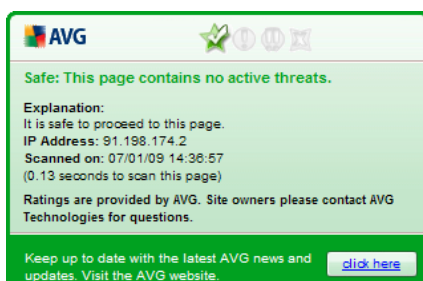 AVG
Safe: This page contains no active threats.
Explanation:
It is safe to proceed to this page.
IP Address: 91.198.174.2
Scanned on: 07/01/09 14:36:57
(0.13 seconds to scan this page)
Ratings are provided by AVG. Site owners please contact AVG
Technologies for questions.
Keep up to date with the latest AVG news and
updates. Visit the AVG website.
click here